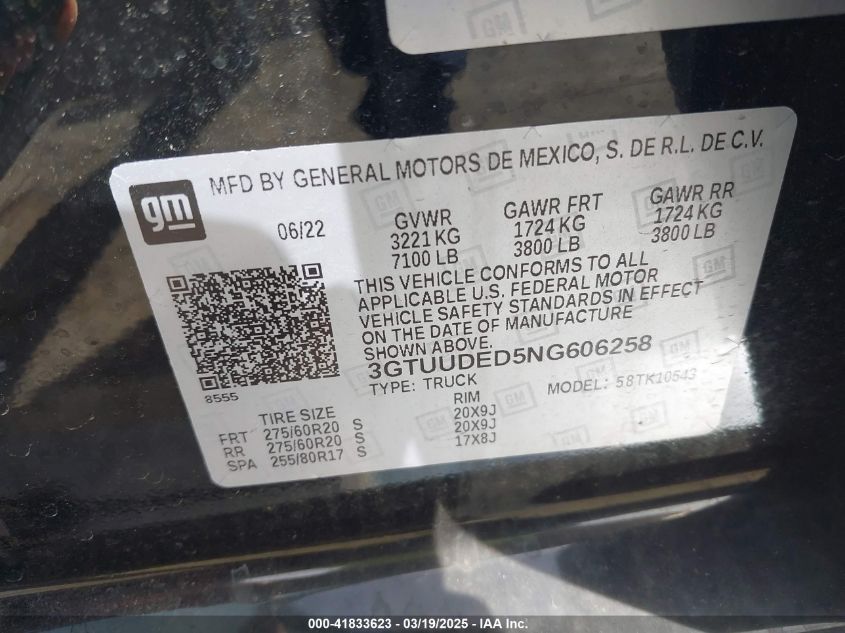 GM
gm
MFD BY GENERAL MOTORS DE MEXICO, S. DE R.L. DE C.V.
06/22
GVWR GAWR FRT GAWR RR
3221 KG 1724 KG 1724 KG
7100 LB 3800 LB 3800 LB
THIS VEHICLE CONFORMS TO ALL
APPLICABLE U.S. FEDERAL MOTOR
VEHICLE SAFETY STANDARDS IN EFFECT
ON THE DATE OF MANUFACTURE
SHOWN ABOVE.
3GTUUDED5NG606258
TYPE: TRUCK MODEL: 58TK10543
8555
TIRE SIZE RIM
FRT 275/60R20 S 20X9J
RR 275/60R20 S 20X9J
SPA 255/80R17 S 17X8J
000-41833623 — 03/19/2025 — IAA Inc.